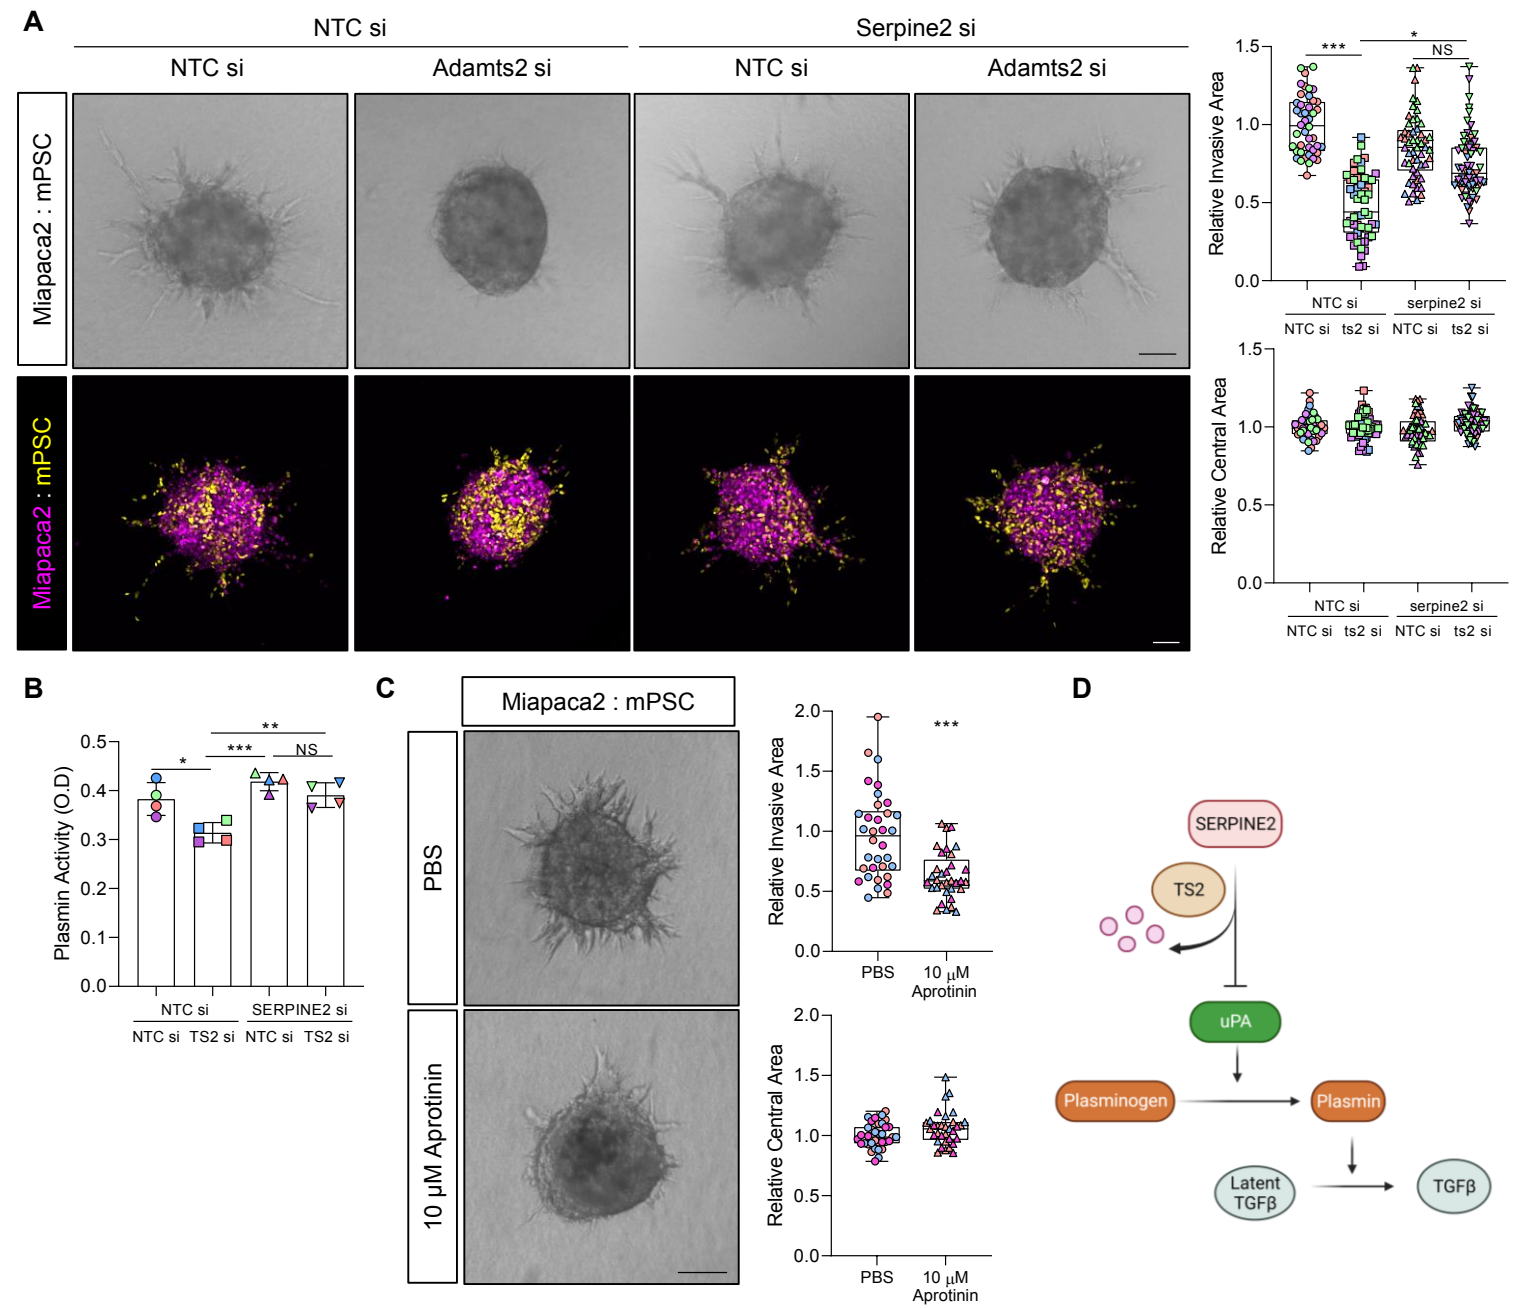 A
NTC si
Serpine2 si
NTC si
Adamts2 si
NTC si
Adamts2 si
Miapaca2 : mPSC
Miapaca2 : mPSC
Relative Invasive Area
1.5
1.0
0.5
0.0
***
*
NS
NTC si
serpine2 si
NTC si
ts2 si
NTC si
ts2 si
Relative Central Area
1.5
1.0
0.5
0.0
NTC si
serpine2 si
NTC si
ts2 si
NTC si
ts2 si
B
Plasmin Activity (O.D)
0.5
0.4
0.3
0.2
0.1
0.0
*
***
**
NS
NTC si
SERPINE2 si
NTC si
TS2 si
NTC si
TS2 si
C
Miapaca2 : mPSC
PBS
10 µM Aprotinin
Relative Invasive Area
2.0
1.5
1.0
0.5
0.0
***
PBS
10 µM
Aprotinin
Relative Central Area
2.0
1.5
1.0
0.5
0.0
PBS
10 µM
Aprotinin
D
SERPINE2
TS2
uPA
Plasminogen
Plasmin
Latent
TGFβ
TGFβ